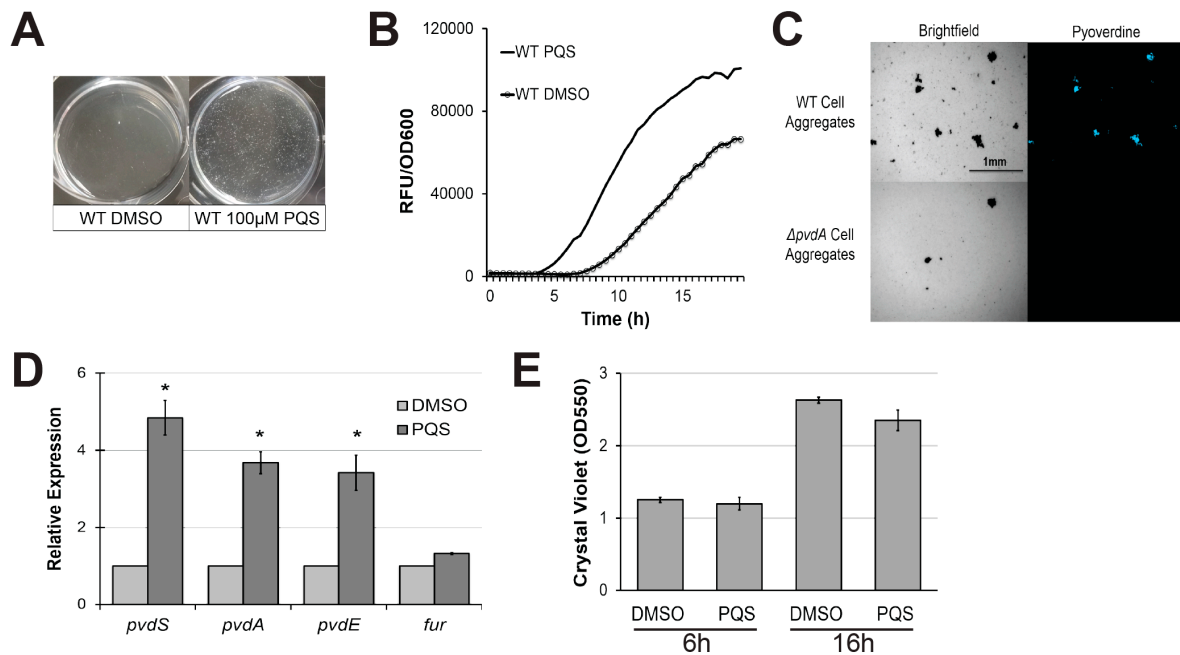 A
WT DMSO
WT 100µM PQS
B
RFU/OD600
120000
80000
40000
0
WT PQS
WT DMSO
0
5
10
15
Time (h)
C
Brightfield
Pyoverdine
WT Cell
Aggregates
1mm
ΔpvdA Cell
Aggregates
D
Relative Expression
6
4
2
0
DMSO
PQS
*
*
*
pvdS
pvdA
pvdE
fur
E
Crystal Violet (OD550)
3
2
1
0
DMSO
PQS
DMSO
PQS
6h
16h